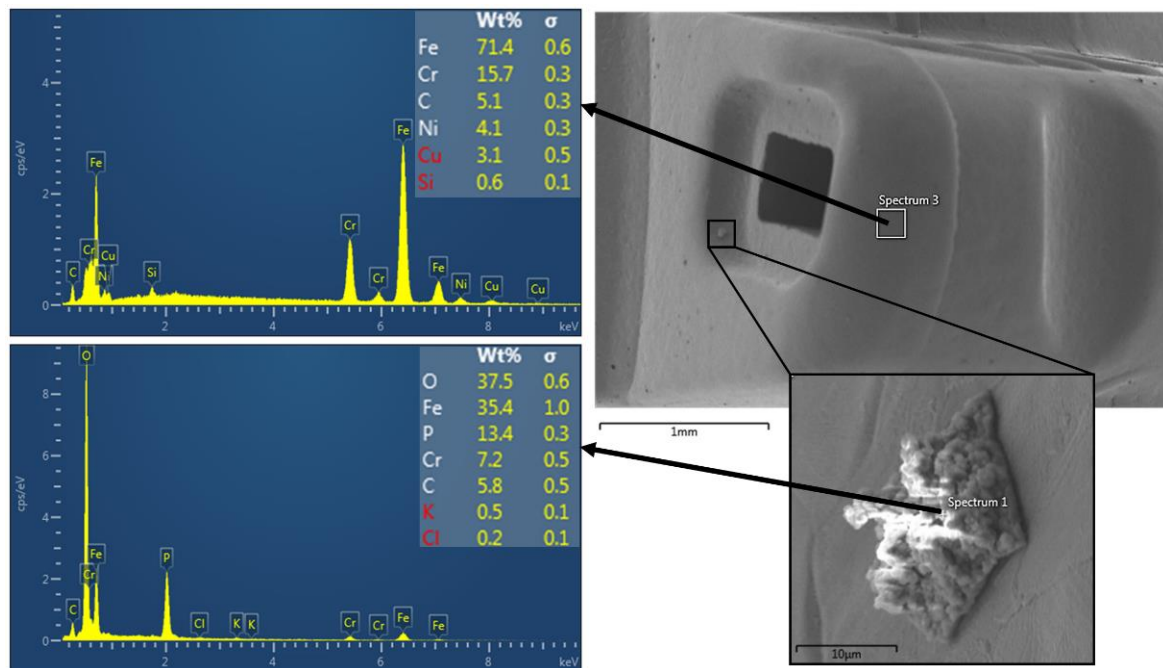 Wt% σ
Fe 71.4 0.6
Cr 15.7 0.3
C 5.1 0.3
Ni 4.1 0.3
Cu 3.1 0.5
Si 0.6 0.1
cps/eV
4
2
0
Fe
Cr
Cu
C
Ni
Si
Cr
Cr
Fe
Fe
Ni
Cu
Cu
2 4 6 8 keV
Spectrum 3
1mm
Wt% σ
O 37.5 0.6
Fe 35.4 1.0
P 13.4 0.3
Cr 7.2 0.5
C 5.8 0.5
K 0.5 0.1
Cl 0.2 0.1
cps/eV
8
6
4
2
0
O
Fe
Cr
C
P
Cl
K
K
Cr
Cr
Fe
Fe
2 4 6 8 keV
Spectrum 1
10μm